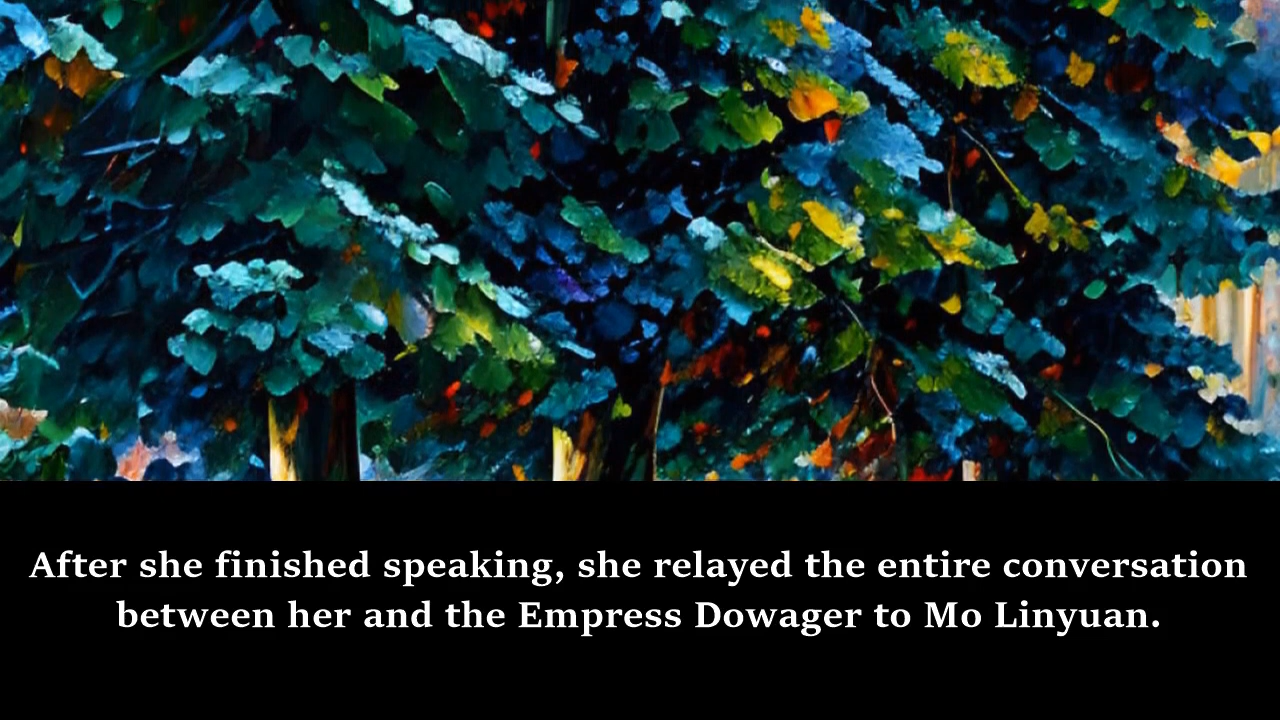 After she finished speaking, she relayed the entire conversation
between her and the Empress Dowager to Mo Linyuan.